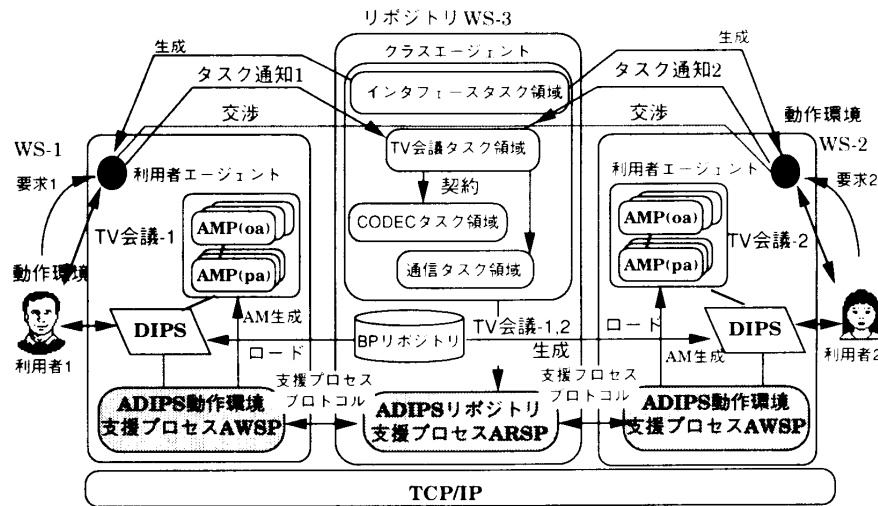 リポジトリWS-3
生成
クラスエージェント
生成
タスク通知1
インタフェースタスク領域
タスク通知2
交渉
動作環境
WS-1
TV会議タスク領域
WS-2
要求1
利用者エージェント
契約
利用者エージェント
要求2
AMP(oa)
CODECタスク領域
AMP(oa)
TV会議-1
TV会議-2
AMP(pa)
通信タスク領域
AMP(pa)
動作環境
AM生成
TV会議-1,2
DIPS
BPリポジトリ
生成
ロード
DIPS
ロード
AM生成
利用者1
利用者2
支援プロセス
プロトコル
支援プロセス
プロトコル
ADIPS動作環境
支援プロセスAWSP
ADIPSリポジトリ
支援プロセスARSP
ADIPS動作環境
支援プロセスAWSP
TCP/IP